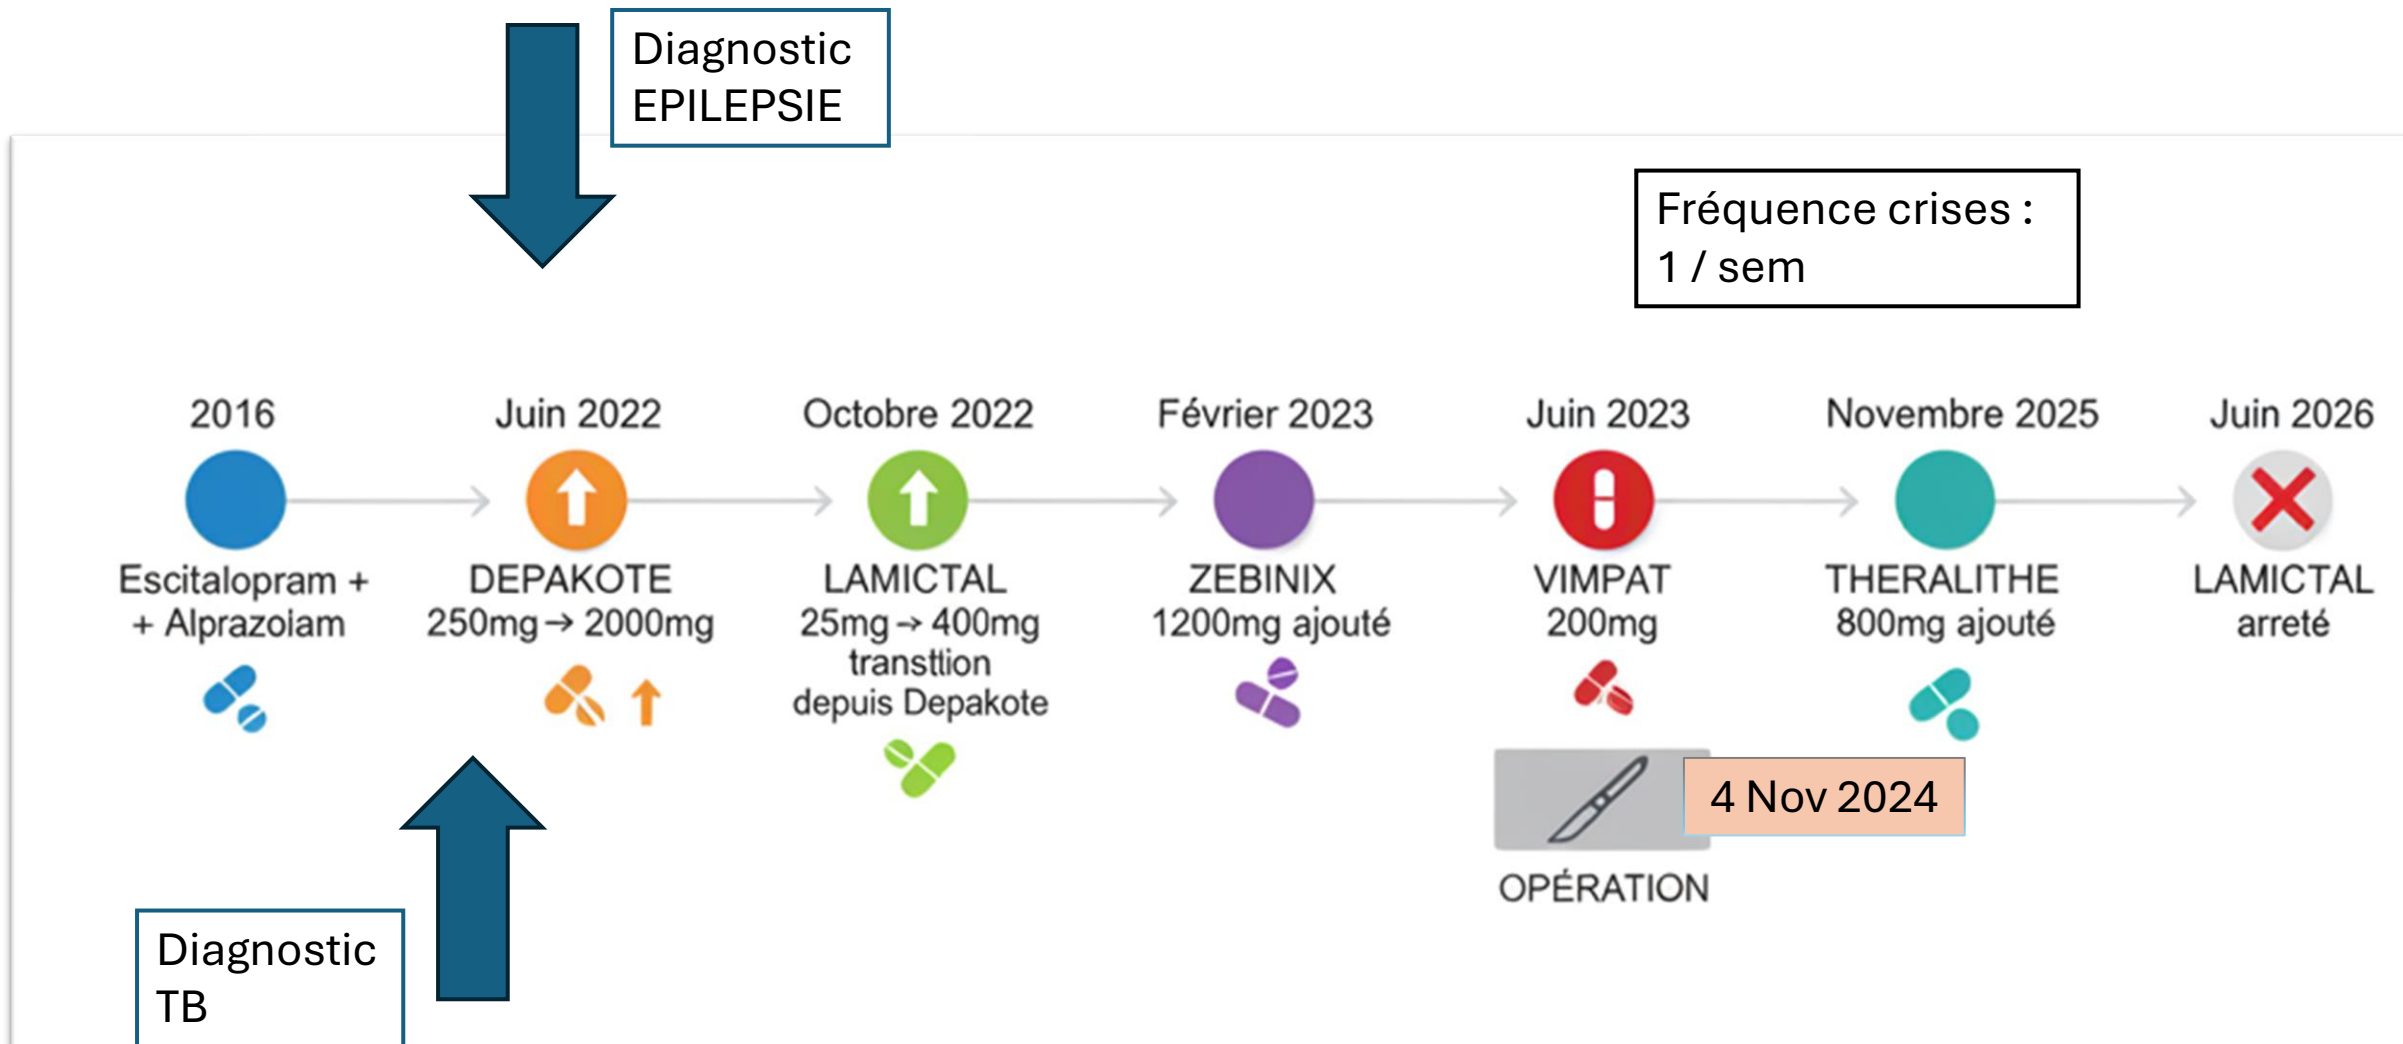 Diagnostic
EPILEPSIE
Fréquence crises :
1 / sem
2016
Escitalopram +
+ Alprazoiam
Juin 2022
DEPAKOTE
250mg → 2000mg
Octobre 2022
LAMICTAL
25mg → 400mg
transttion
depuis Depakote
Février 2023
ZEBINIX
1200mg ajouté
Juin 2023
VIMPAT
200mg
Novembre 2025
THERALITHE
800mg ajouté
Juin 2026
LAMICTAL
arreté
4 Nov 2024
OPÉRATION
Diagnostic
TB